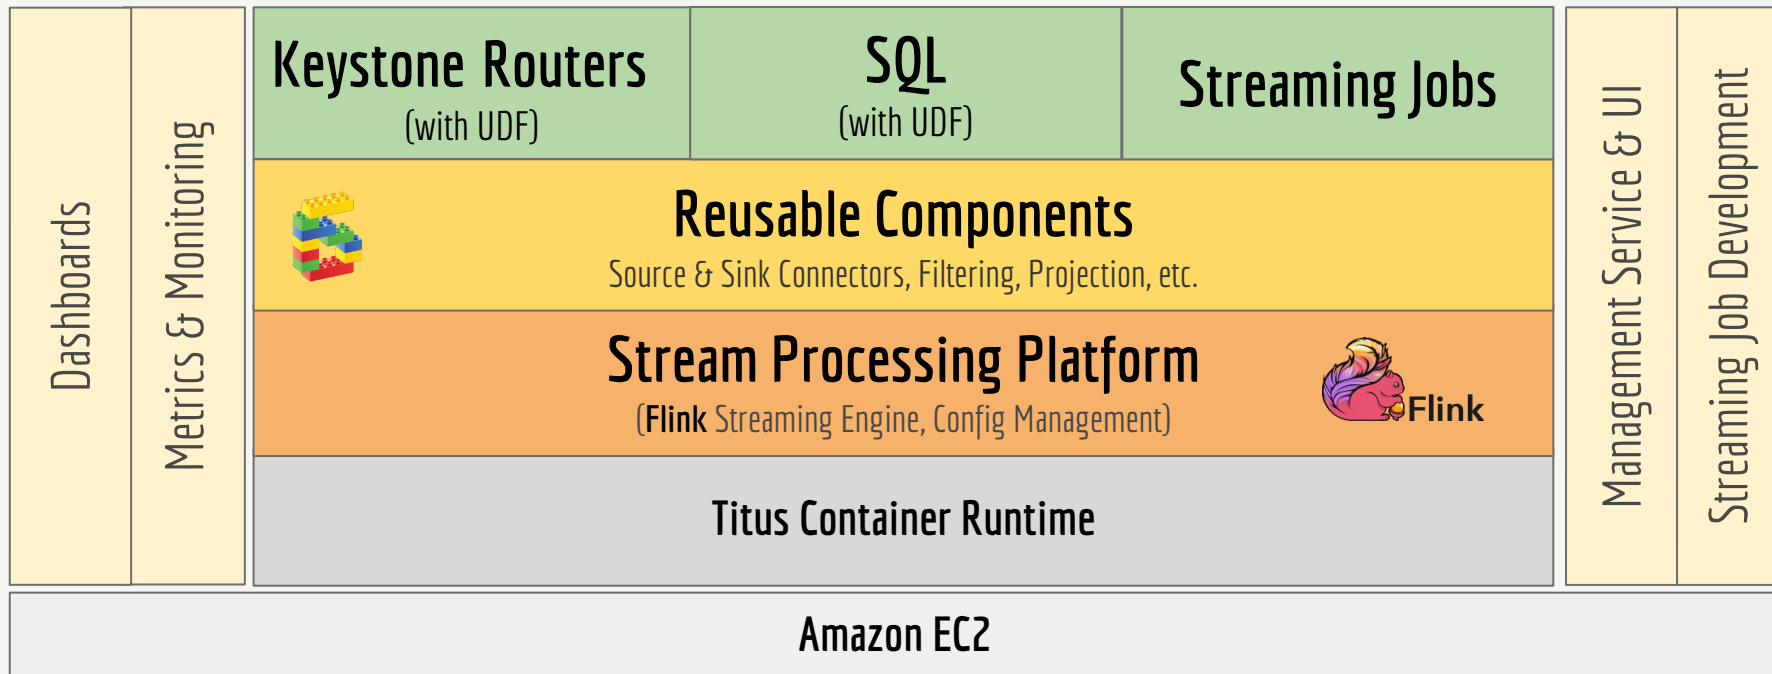 Dashboards
Metrics & Monitoring
Keystone Routers
(with UDF)
SQL
(with UDF)
Streaming Jobs
Reusable Components
Source & Sink Connectors, Filtering, Projection, etc.
Stream Processing Platform
(Flink Streaming Engine, Config Management)
Flink
Titus Container Runtime
Management Service & UI
Streaming Job Development
Amazon EC2